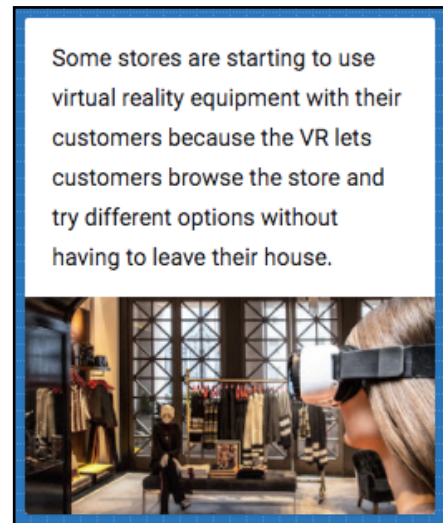 Some stores are starting to use
virtual reality equipment with their
customers because the VR lets
customers browse the store and
try different options without
having to leave their house.